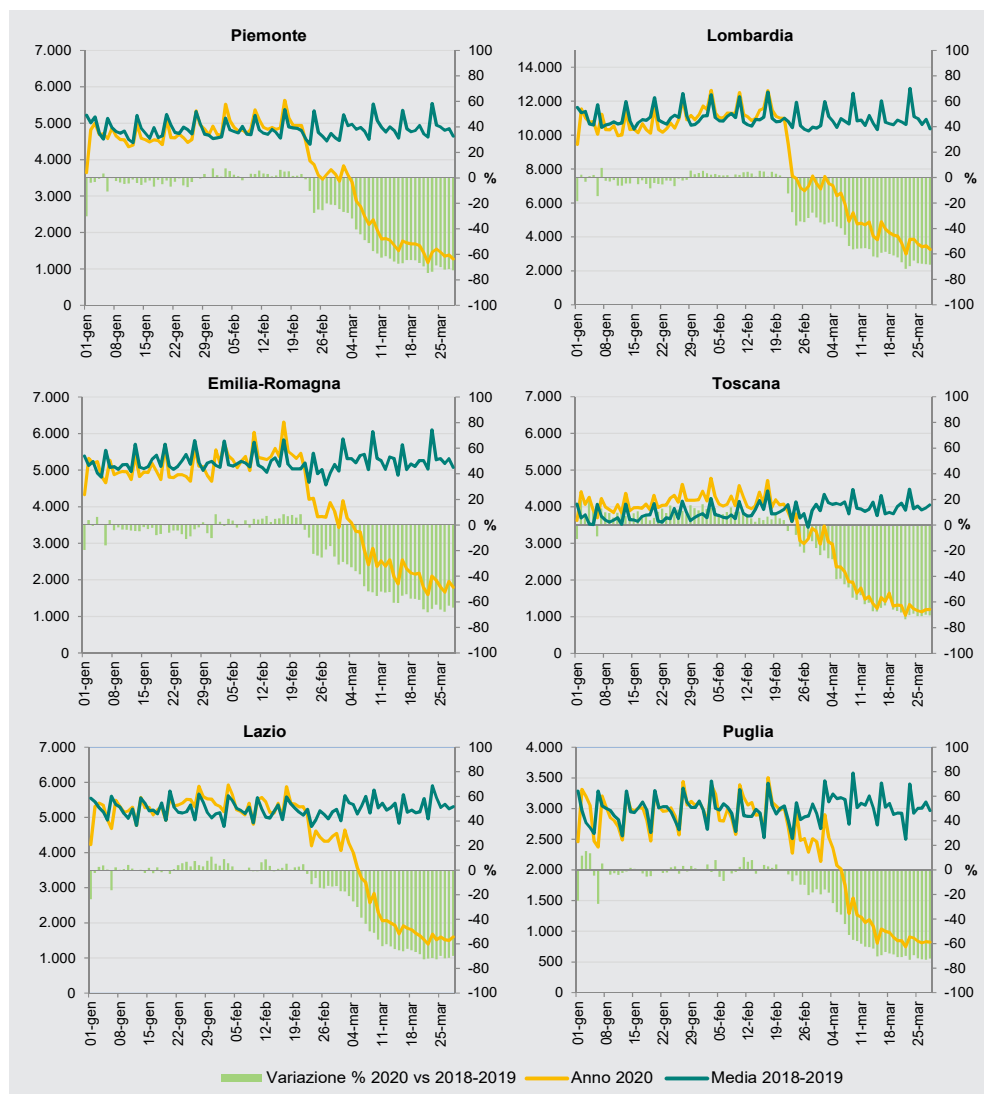 Piemonte
7.000
6.000
5.000
4.000
3.000
2.000
1.000
0
100
80
60
40
20
0
-20
-40
-60
-80
-100
%
01-gen
08-gen
15-gen
22-gen
29-gen
05-feb
12-feb
19-feb
26-feb
04-mar
11-mar
18-mar
25-mar
Lombardia
14.000
12.000
10.000
8.000
6.000
4.000
2.000
0
100
80
60
40
20
0
-20
-40
-60
-80
-100
%
01-gen
08-gen
15-gen
22-gen
29-gen
05-feb
12-feb
19-feb
26-feb
04-mar
11-mar
18-mar
25-mar
Emilia-Romagna
7.000
6.000
5.000
4.000
3.000
2.000
1.000
0
100
80
60
40
20
0
-20
-40
-60
-80
-100
%
01-gen
08-gen
15-gen
22-gen
29-gen
05-feb
12-feb
19-feb
26-feb
04-mar
11-mar
18-mar
25-mar
Toscana
7.000
6.000
5.000
4.000
3.000
2.000
1.000
0
100
80
60
40
20
0
-20
-40
-60
-80
-100
%
01-gen
08-gen
15-gen
22-gen
29-gen
05-feb
12-feb
19-feb
26-feb
04-mar
11-mar
18-mar
25-mar
Lazio
7.000
6.000
5.000
4.000
3.000
2.000
1.000
0
100
80
60
40
20
0
-20
-40
-60
-80
-100
%
01-gen
08-gen
15-gen
22-gen
29-gen
05-feb
12-feb
19-feb
26-feb
04-mar
11-mar
18-mar
25-mar
Puglia
4.000
3.500
3.000
2.500
2.000
1.500
1.000
500
0
100
80
60
40
20
0
-20
-40
-60
-80
-100
%
01-gen
08-gen
15-gen
22-gen
29-gen
05-feb
12-feb
19-feb
26-feb
04-mar
11-mar
18-mar
25-mar
Variazione % 2020 vs 2018-2019 Anno 2020 Media 2018-2019